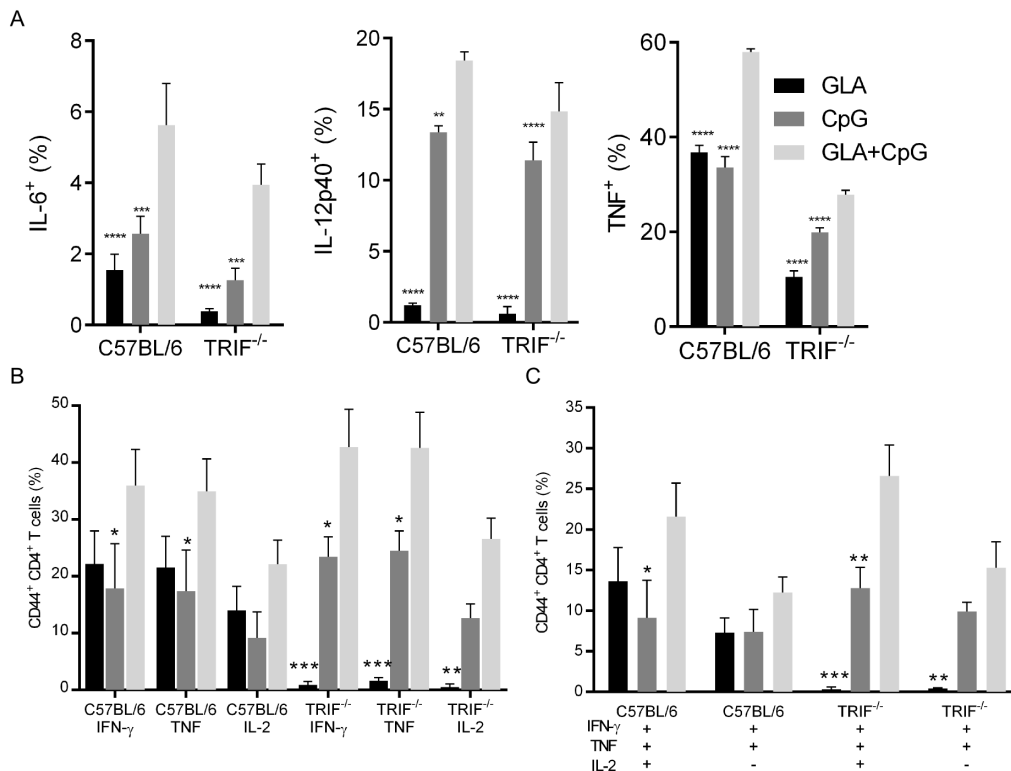 A
IL-6⁺ (%)
8
6
4
2
0
****
***
****
***
C57BL/6 TRIF⁻/⁻
IL-12p40⁺ (%)
20
15
10
5
0
****
**
****
****
C57BL/6 TRIF⁻/⁻
TNF⁺ (%)
60
40
20
0
****
****
****
****
C57BL/6 TRIF⁻/⁻
GLA
CpG
GLA+CpG
B
CD44⁺ CD4⁺ T cells (%)
50
40
30
20
10
0
*
*
***
*
***
*
**
C57BL/6 C57BL/6 C57BL/6 TRIF⁻/⁻ TRIF⁻/⁻ TRIF⁻/⁻
IFN-γ TNF IL-2 IFN-γ TNF IL-2
C
CD44⁺ CD4⁺ T cells (%)
35
30
25
20
15
10
5
0
*
***
**
**
C57BL/6 C57BL/6 TRIF⁻/⁻ TRIF⁻/⁻
IFN-γ + + + +
TNF + + + +
IL-2 + - + -